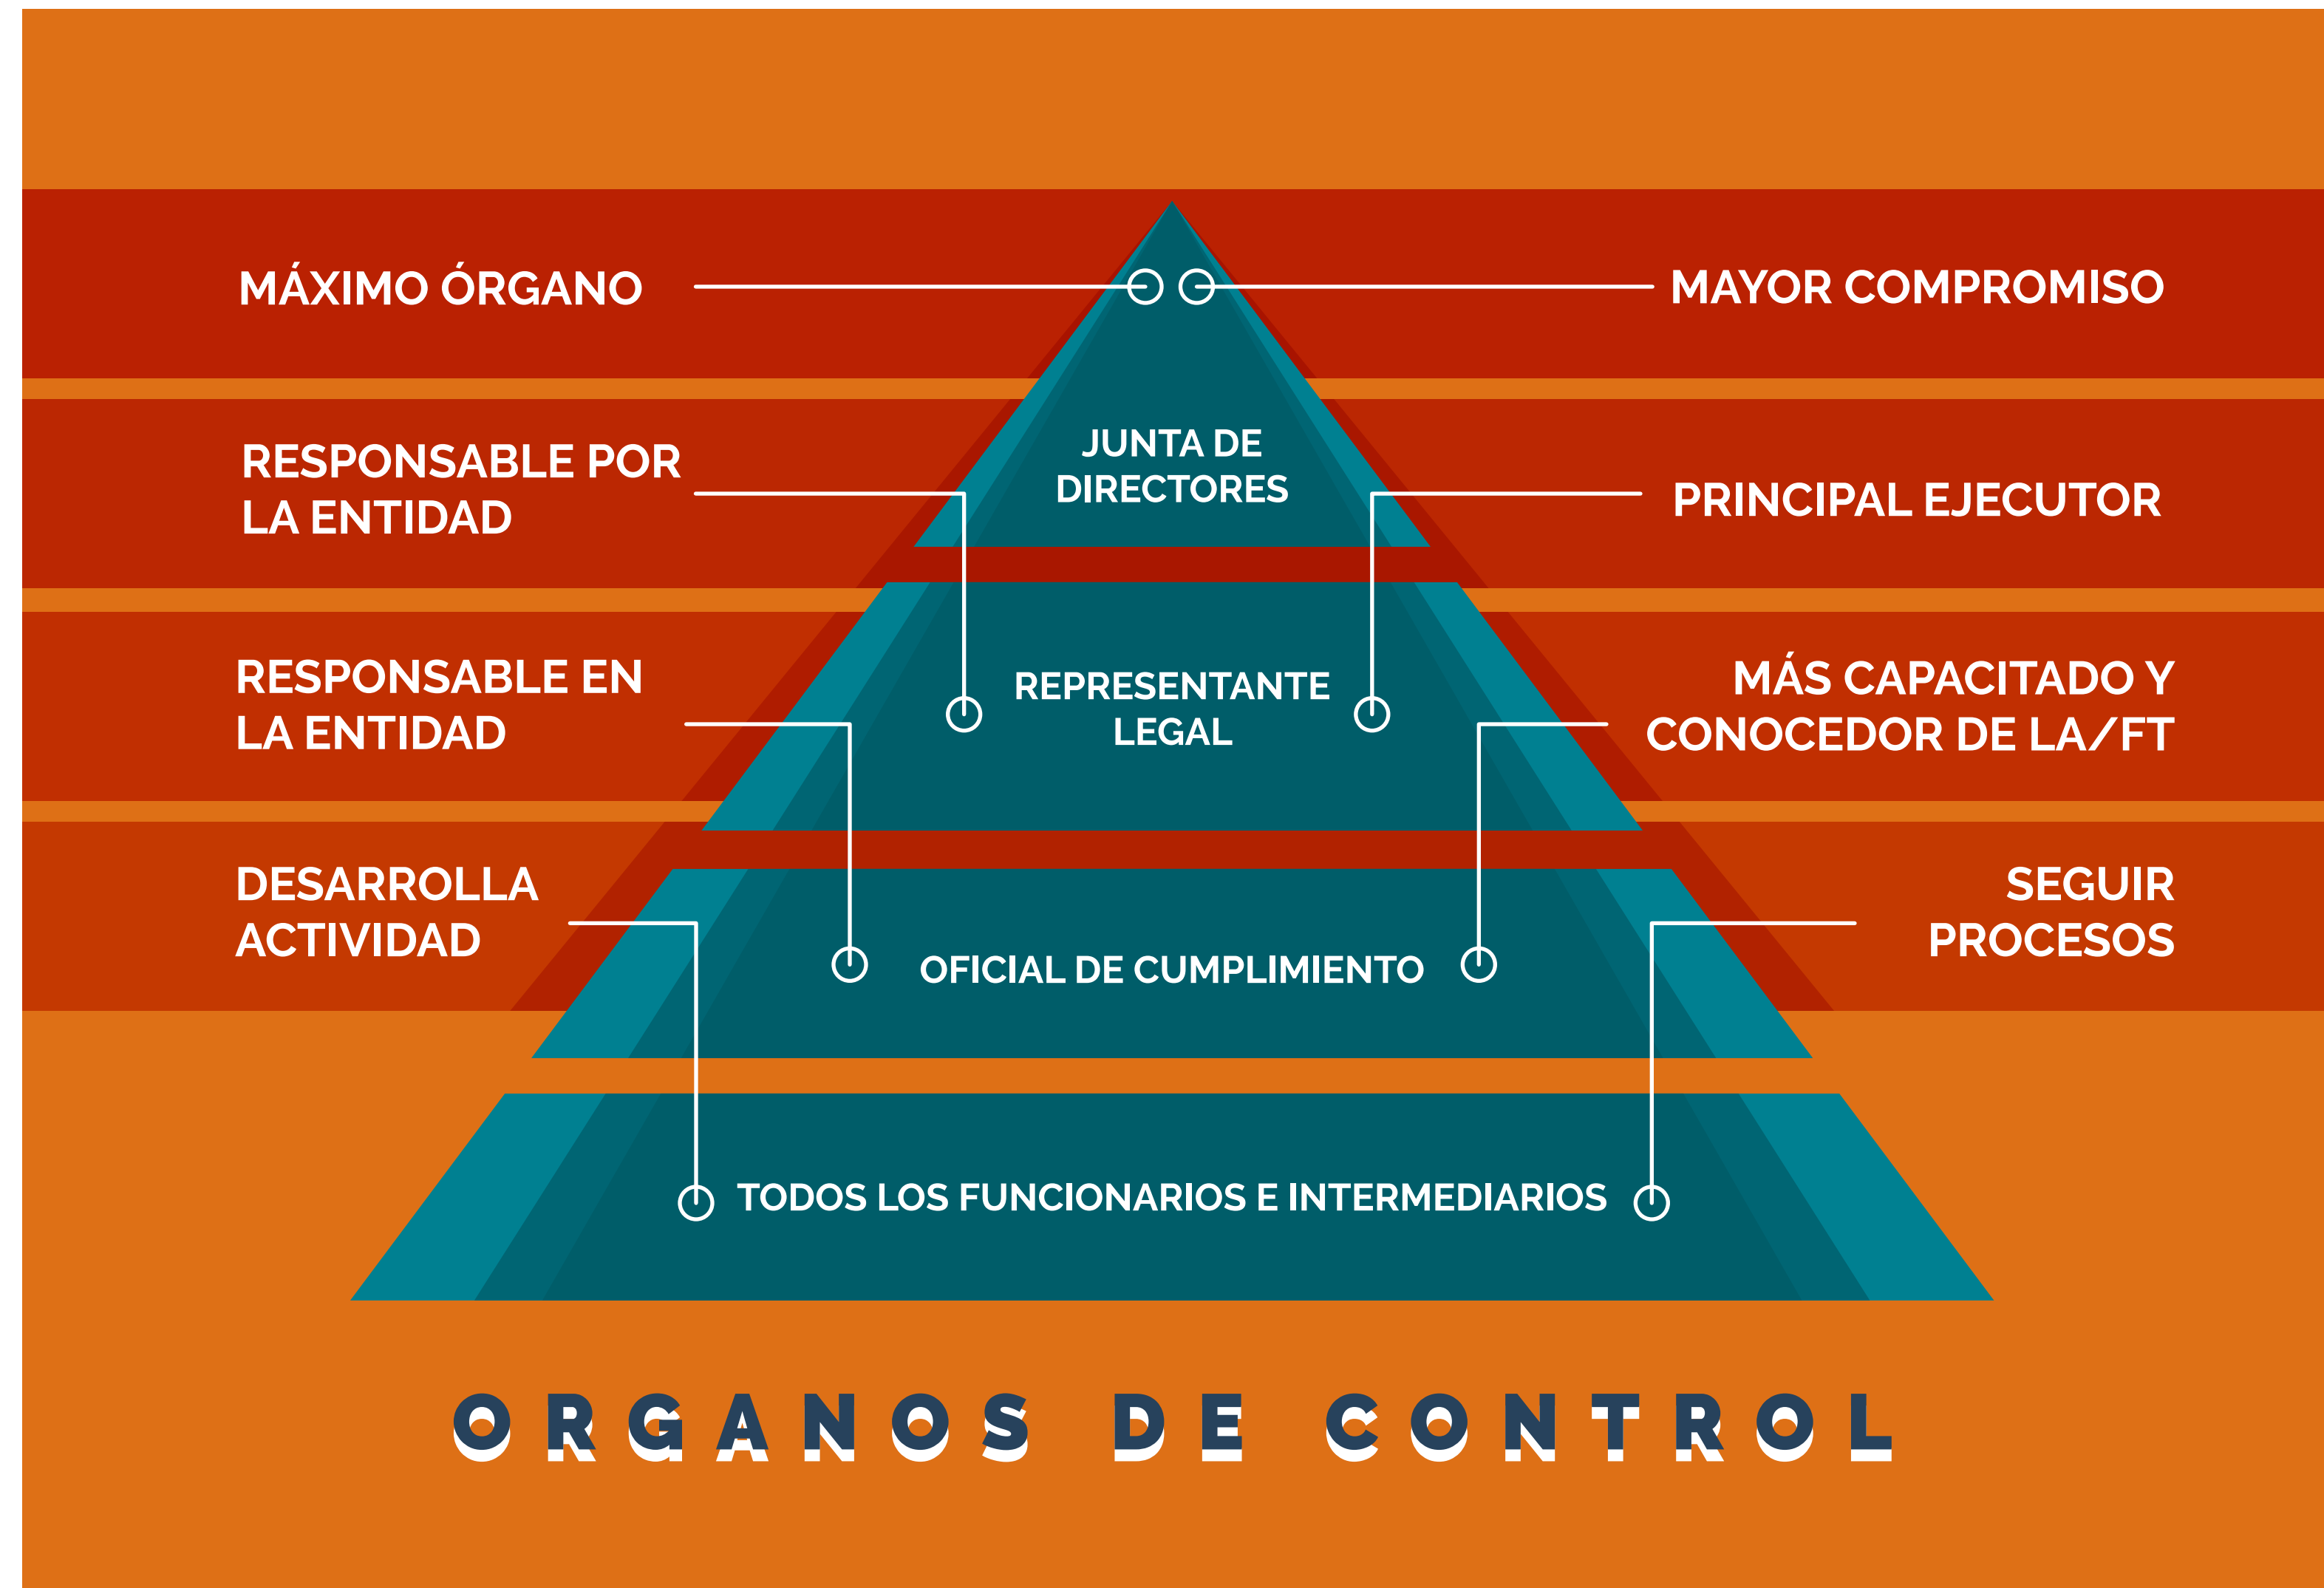 MÁXIMO ÓRGANO
MAYOR COMPROMISO
JUNTA DE
DIRECTORES
RESPONSABLE POR
LA ENTIDAD
PRINCIPAL EJECUTOR
REPRESENTANTE
LEGAL
RESPONSABLE EN
LA ENTIDAD
MÁS CAPACITADO Y
CONOCEDOR DE LA/FT
OFICIAL DE CUMPLIMIENTO
DESARROLLA
ACTIVIDAD
SEGUIR
PROCESOS
TODOS LOS FUNCIONARIOS E INTERMEDIARIOS
ORGANOS DE CONTROL